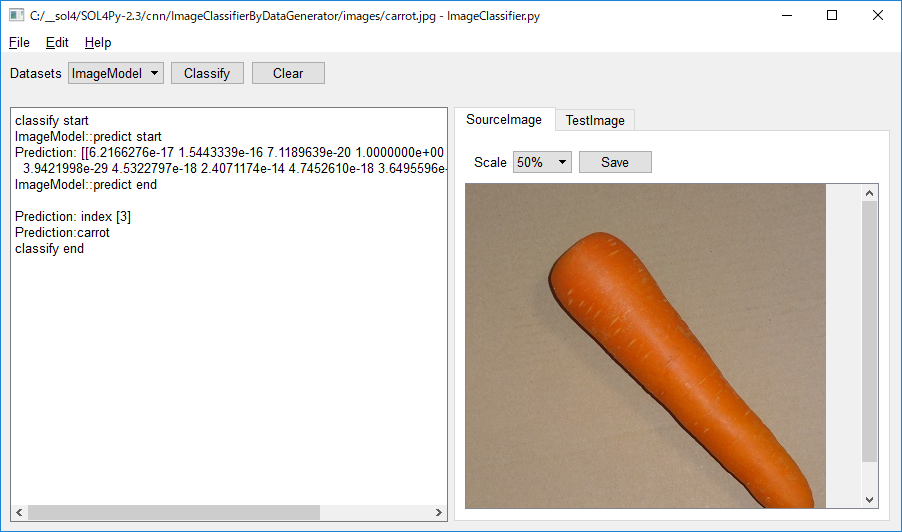 C:/__sol4/SOL4Py-2.3/cnn/ImageClassifierByDataGenerator/images/carrot.jpg - ImageClassifier.py
File Edit Help
Datasets ImageModel Classify Clear
classify start
ImageModel::predict start
Prediction: [[6.2166276e-17 1.5443339e-16 7.1189639e-20 1.0000000e+00
3.9421998e-29 4.5322797e-18 2.4071174e-14 4.7452610e-18 3.6495596e-
ImageModel::predict end
Prediction: index [3]
Prediction:carrot
classify end
SourceImage TestImage
Scale 50% Save